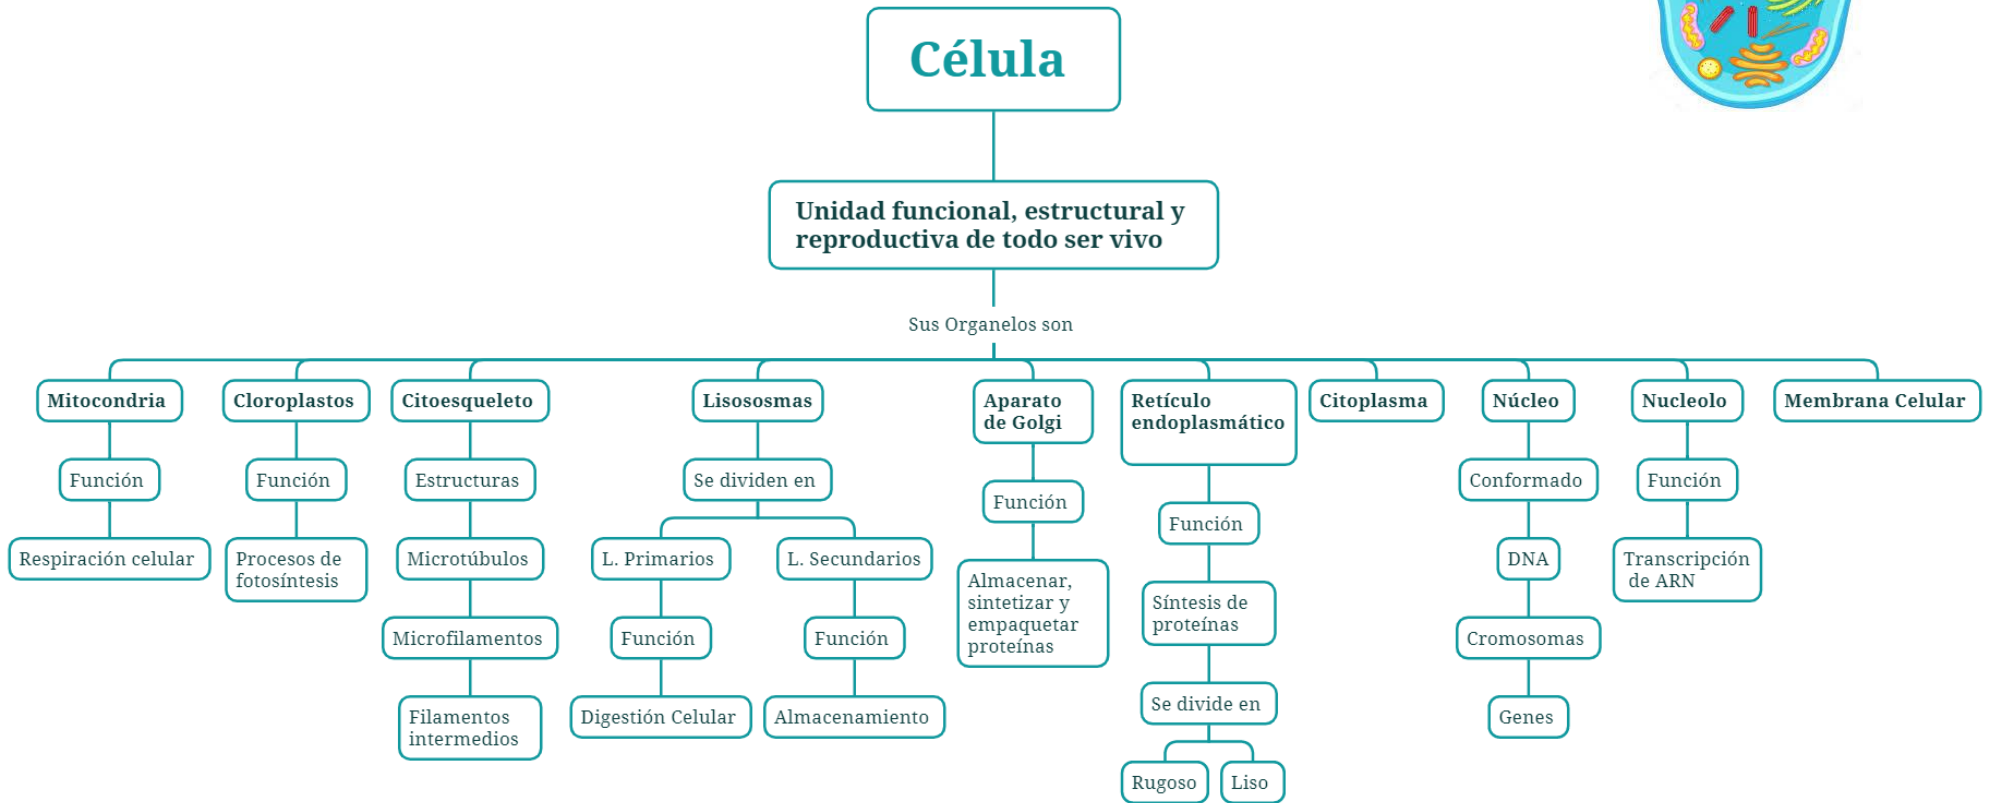 Célula
Unidad funcional, estructural y
reproductiva de todo ser vivo
Sus Organelos son
Mitocondria
Función
Respiración celular
Cloroplastos
Función
Procesos de
fotosíntesis
Citoesqueleto
Estructuras
Microtúbulos
Microfilamentos
Filamentos
intermedios
Lisososmas
Se dividen en
L. Primarios
Función
Digestión Celular
L. Secundarios
Función
Almacenamiento
Aparato
de Golgi
Función
Almacenar,
sintetizar y
empaquetar
proteínas
Retículo
endoplasmático
Función
Síntesis de
proteínas
Se divide en
Rugoso
Liso
Citoplasma
Núcleo
Conformado
DNA
Cromosomas
Genes
Nucleolo
Función
Transcripción
de ARN
Membrana Celular